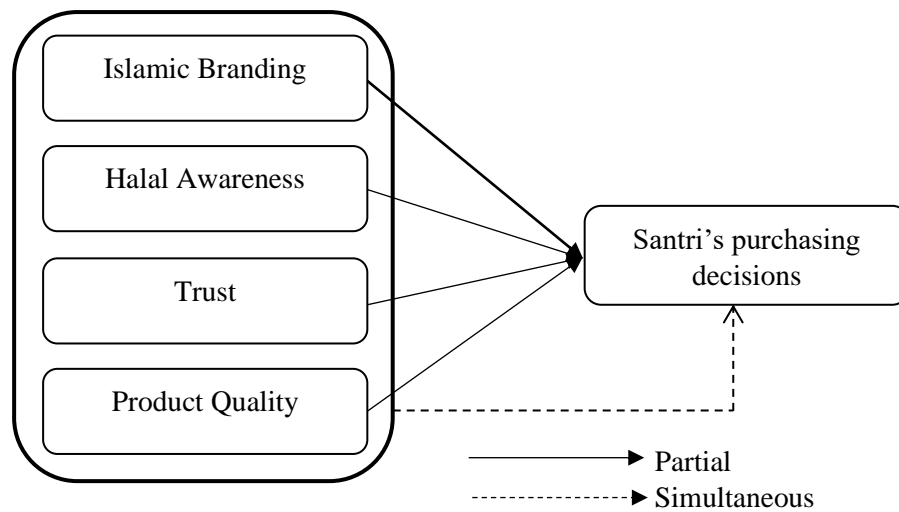 Islamic Branding
Halal Awareness
Trust
Product Quality
Santri’s purchasing
decisions
Partial
Simultaneous